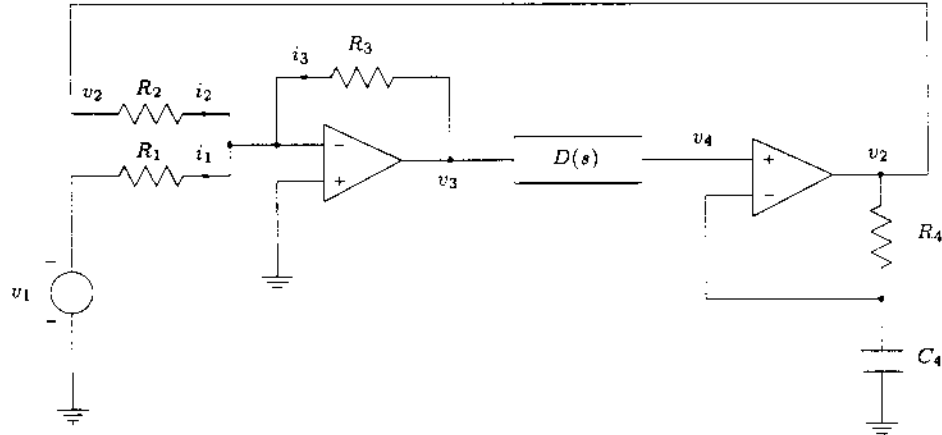 R3
i3
v2
R2
i2
R1
i1
−
+
v3
D(s)
v4
+
−
v2
R4
−
v1
−
C4